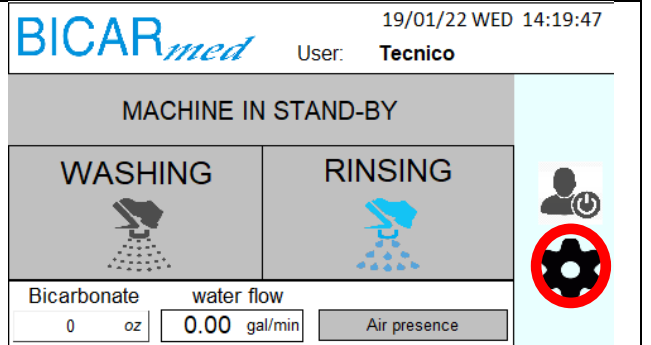 BICARmed
19/01/22 WED 14:19:47
User: Tecnico
MACHINE IN STAND-BY
WASHING RINSING
Bicarbonate water flow
0 oz 0.00 gal/min Air presence